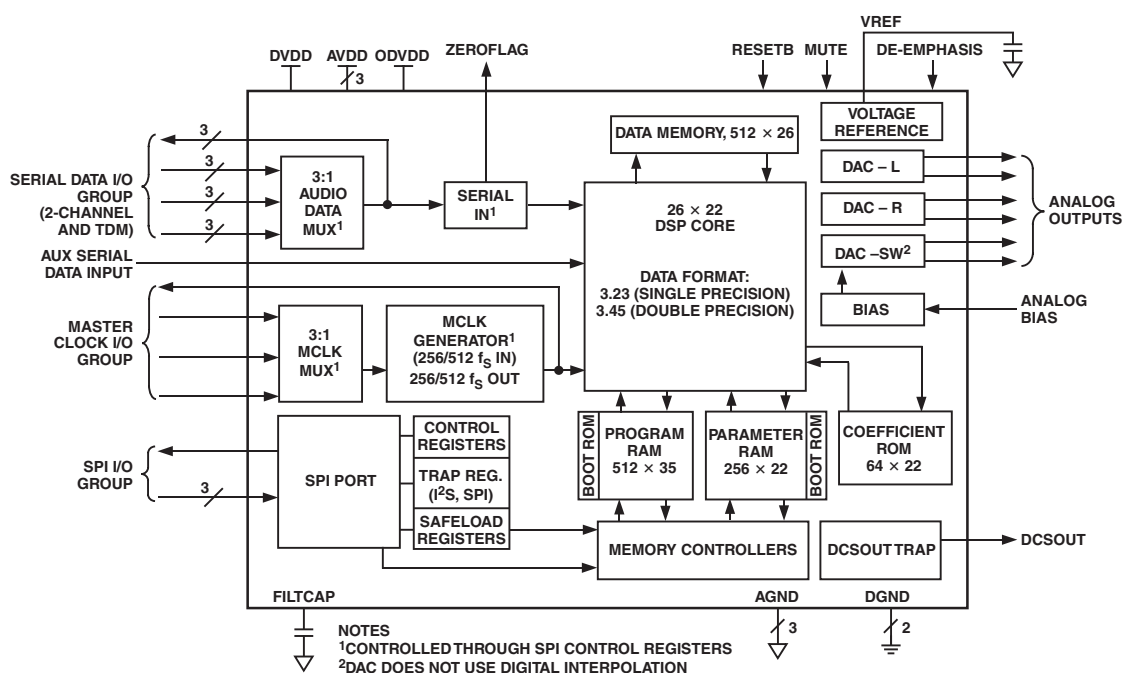 VREF
DVDD
AVDD
3
ODVDD
ZEROFLAG
RESETB
MUTE
DE-EMPHASIS
3
3
3
3
SERIAL DATA I/O
GROUP
(2-CHANNEL
AND TDM)
3:1
AUDIO
DATA
MUX¹
SERIAL
IN¹
DATA MEMORY, 512 × 26
26 × 22
DSP CORE
DATA FORMAT:
3.23 (SINGLE PRECISION)
3.45 (DOUBLE PRECISION)
VOLTAGE
REFERENCE
DAC – L
DAC – R
DAC –SW²
ANALOG
OUTPUTS
BIAS
ANALOG
BIAS
AUX SERIAL
DATA INPUT
MASTER
CLOCK I/O
GROUP
3:1
MCLK
MUX¹
MCLK
GENERATOR¹
(256/512 fS IN)
256/512 fS OUT
SPI I/O
GROUP
3
SPI PORT
CONTROL
REGISTERS
TRAP REG.
(I²S, SPI)
SAFELOAD
REGISTERS
BOOT ROM
PROGRAM
RAM
512 × 35
PARAMETER
RAM
256 × 22
BOOT ROM
COEFFICIENT
ROM
64 × 22
MEMORY CONTROLLERS
DCSOUT TRAP
DCSOUT
FILTCAP
AGND
3
DGND
2
NOTES
¹CONTROLLED THROUGH SPI CONTROL REGISTERS
²DAC DOES NOT USE DIGITAL INTERPOLATION